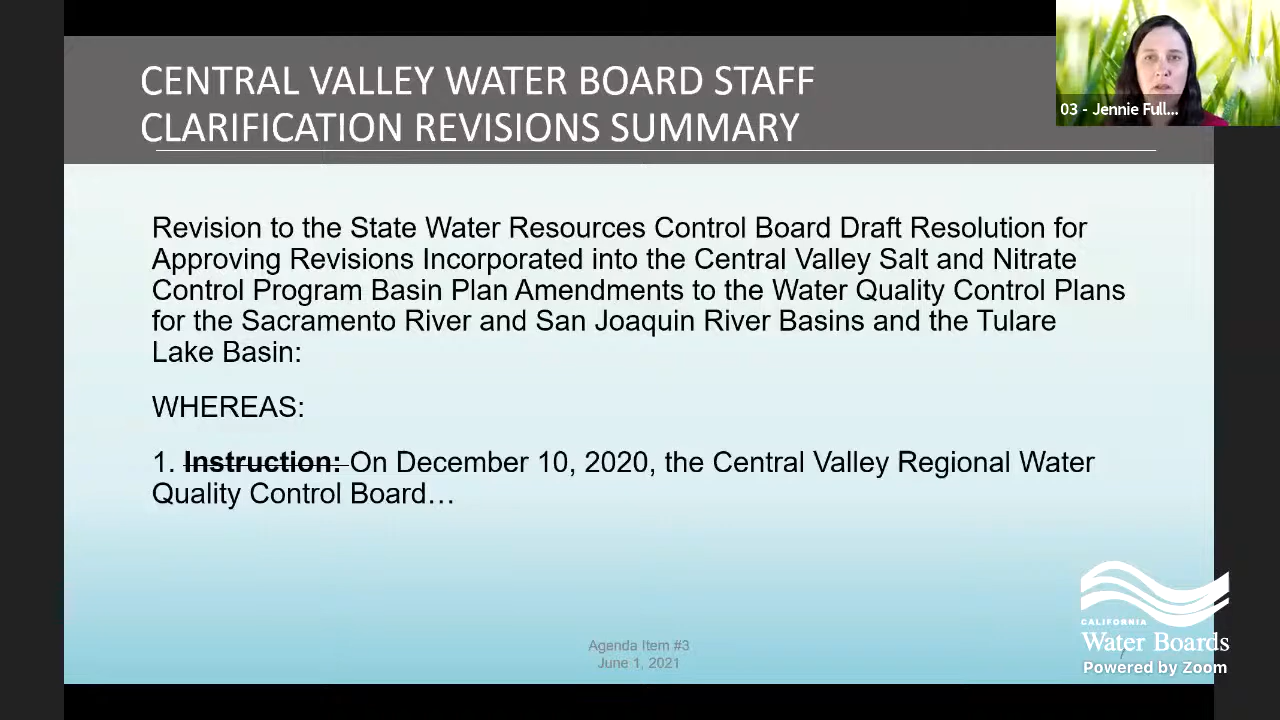 CENTRAL VALLEY WATER BOARD STAFF
CLARIFICATION REVISIONS SUMMARY
03 - Jennie Full...
Revision to the State Water Resources Control Board Draft Resolution for
Approving Revisions Incorporated into the Central Valley Salt and Nitrate
Control Program Basin Plan Amendments to the Water Quality Control Plans
for the Sacramento River and San Joaquin River Basins and the Tulare
Lake Basin:
WHEREAS:
1. Instruction: On December 10, 2020, the Central Valley Regional Water
Quality Control Board…
CALIFORNIA
Water Boards
Powered by Zoom
Agenda Item #3
June 1, 2021